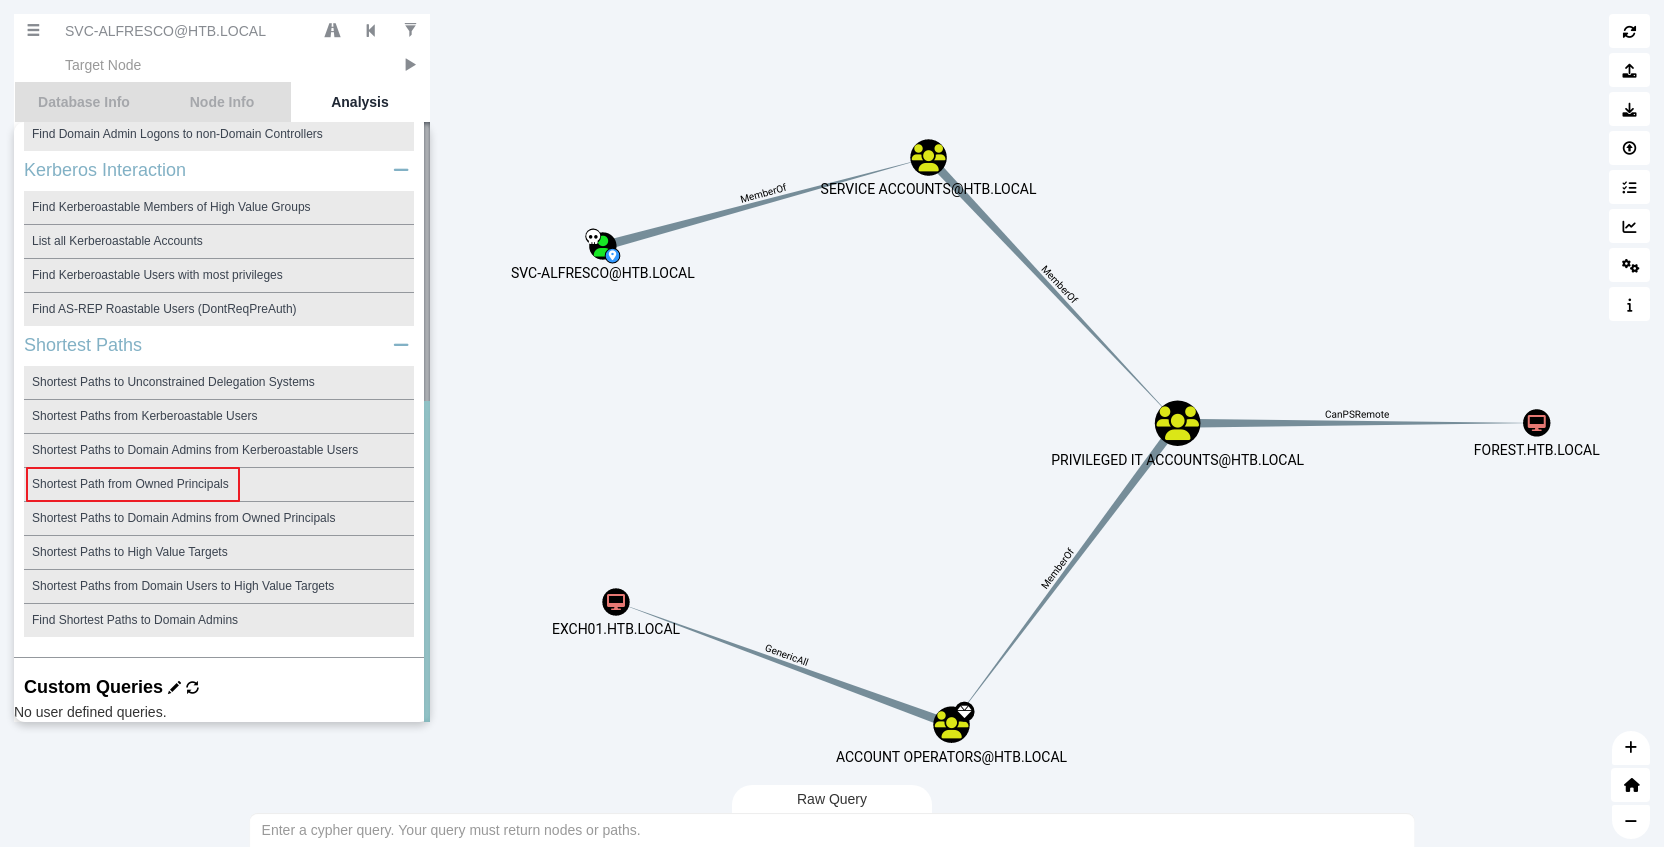 SVC-ALFRESCO@HTB.LOCAL
Target Node
Database Info
Node Info
Analysis
Find Domain Admin Logons to non-Domain Controllers
Kerberos Interaction
Find Kerberoastable Members of High Value Groups
List all Kerberoastable Accounts
Find Kerberoastable Users with most privileges
Find AS-REP Roastable Users (DontReqPreAuth)
Shortest Paths
Shortest Paths to Unconstrained Delegation Systems
Shortest Paths from Kerberoastable Users
Shortest Paths to Domain Admins from Kerberoastable Users
Shortest Path from Owned Principals
Shortest Paths to Domain Admins from Owned Principals
Shortest Paths to High Value Targets
Shortest Paths from Domain Users to High Value Targets
Find Shortest Paths to Domain Admins
Custom Queries
No user defined queries.
MemberOf
SERVICE ACCOUNTS@HTB.LOCAL
SVC-ALFRESCO@HTB.LOCAL
MemberOf
CanPSRemote
FOREST.HTB.LOCAL
PRIVILEGED IT ACCOUNTS@HTB.LOCAL
MemberOf
EXCH01.HTB.LOCAL
GenericAll
ACCOUNT OPERATORS@HTB.LOCAL
Raw Query
Enter a cypher query. Your query must return nodes or paths.